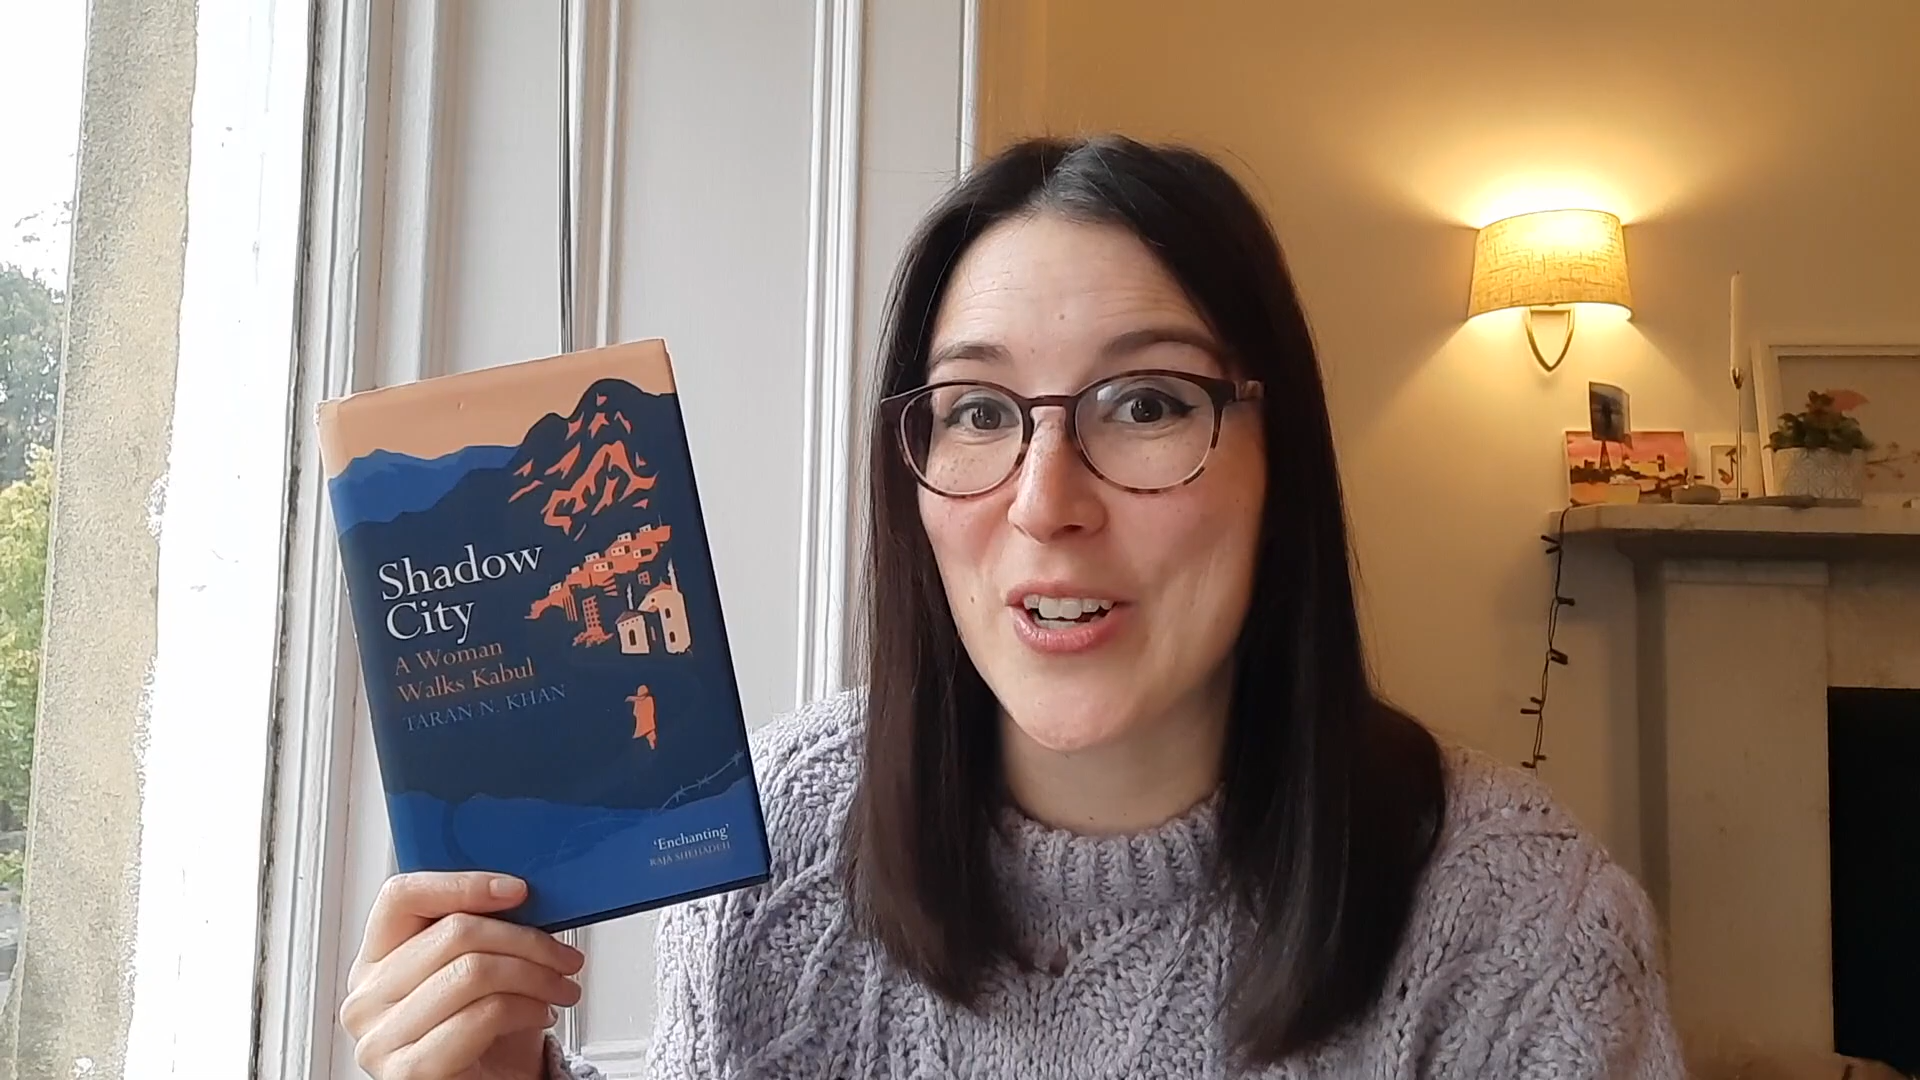 Shadow
City
A Woman
Walks Kabul
TARAN N. KHAN
'Enchanting'
RAJA SHEHADEH